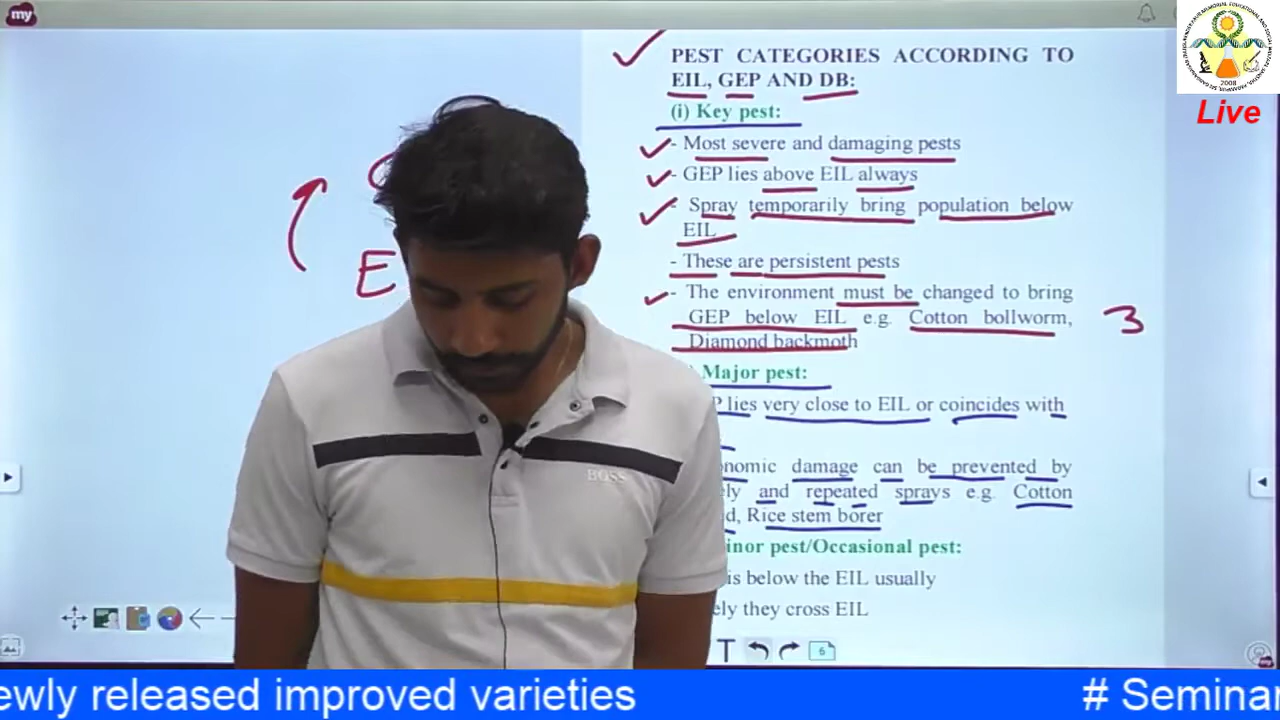 my
2008
Live
PEST CATEGORIES ACCORDING TO
EIL, GEP AND DB:
(i) Key pest:
- Most severe and damaging pests
- GEP lies above EIL always
- Spray temporarily bring population below
EIL
- These are persistent pests
- The environment must be changed to bring
GEP below EIL e.g. Cotton bollworm,
Diamond backmoth
3
E
Major pest:
P lies very close to EIL or coincides with
nomic damage can be prevented by
ly and repeated sprays e.g. Cotton
d, Rice stem borer
inor pest/Occasional pest:
is below the EIL usually
ely they cross EIL
BGSS
T
6
ewly released improved varieties
# Seminar